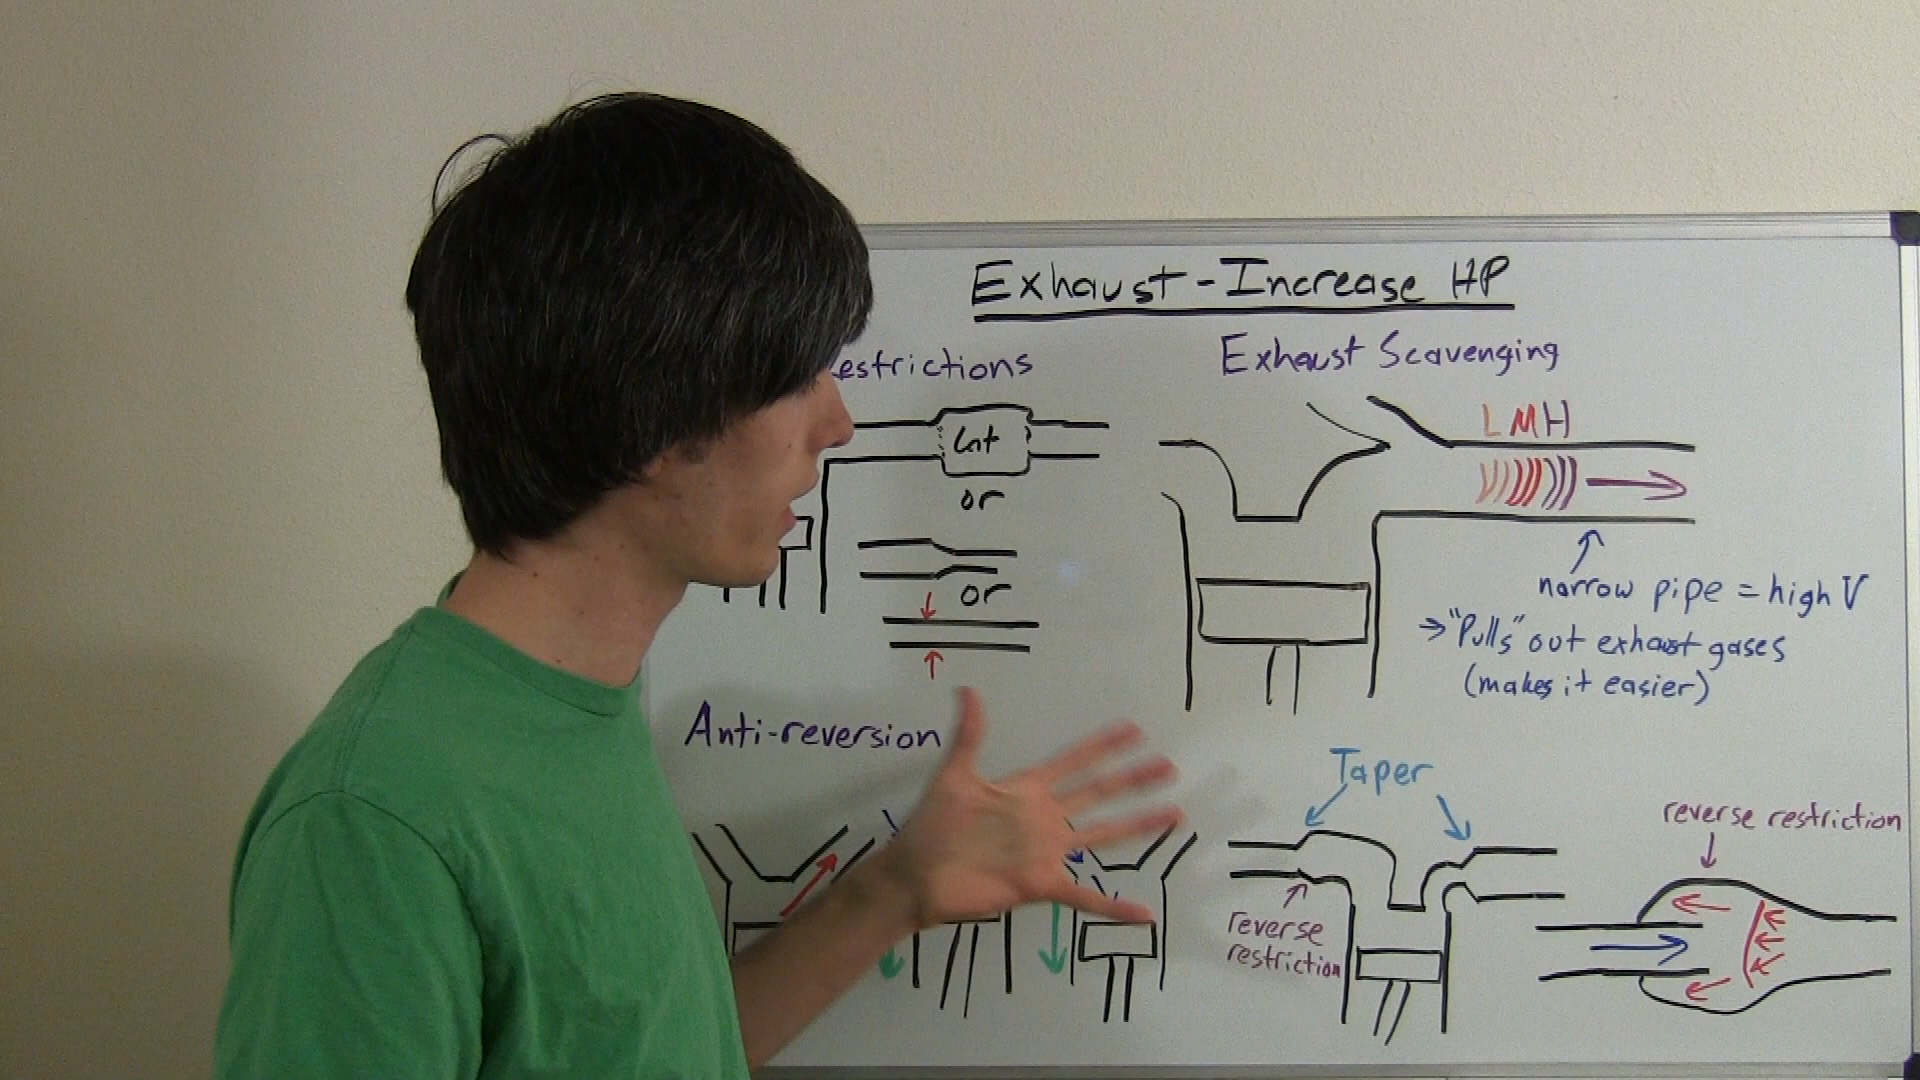 Exhaust - Increase HP
estrictions
Exhaust Scavenging
Cat
L M H
or
or
narrow pipe = high V
→ "Pulls" out exhaust gases
(makes it easier)
Anti-reversion
Taper
reverse restriction
reverse
restriction